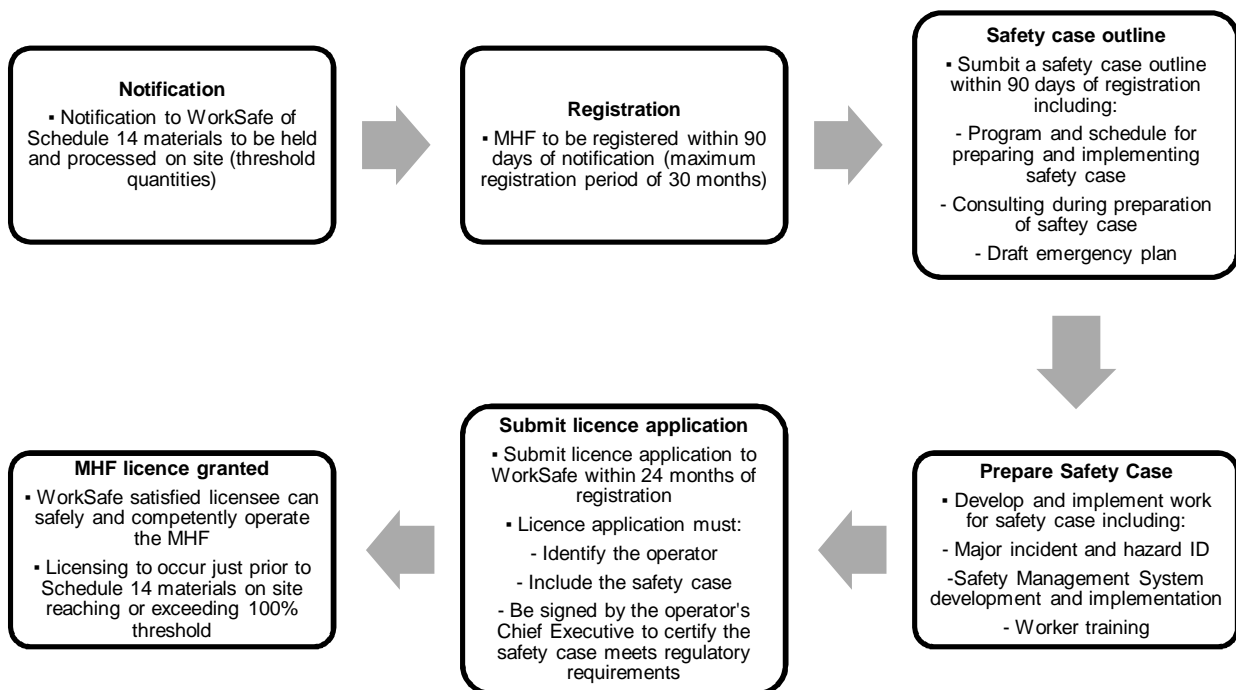 Notification
▪ Notification to WorkSafe of
Schedule 14 materials to be held
and processed on site (threshold
quantities)
Registration
▪ MHF to be registered within 90
days of notification (maximum
registration period of 30 months)
Safety case outline
▪ Sumbit a safety case outline
within 90 days of registration
including:
- Program and schedule for
preparing and implementing
safety case
- Consulting during preparation
of saftey case
- Draft emergency plan
Prepare Safety Case
▪ Develop and implement work
for safety case including:
- Major incident and hazard ID
-Safety Management System
development and implementation
- Worker training
Submit licence application
▪ Submit licence application to
WorkSafe within 24 months of
registration
▪ Licence application must:
- Identify the operator
- Include the safety case
- Be signed by the operator's
Chief Executive to certify the
safety case meets regulatory
requirements
MHF licence granted
▪ WorkSafe satisfied licensee can
safely and competently operate
the MHF
▪ Licensing to occur just prior to
Schedule 14 materials on site
reaching or exceeding 100%
threshold